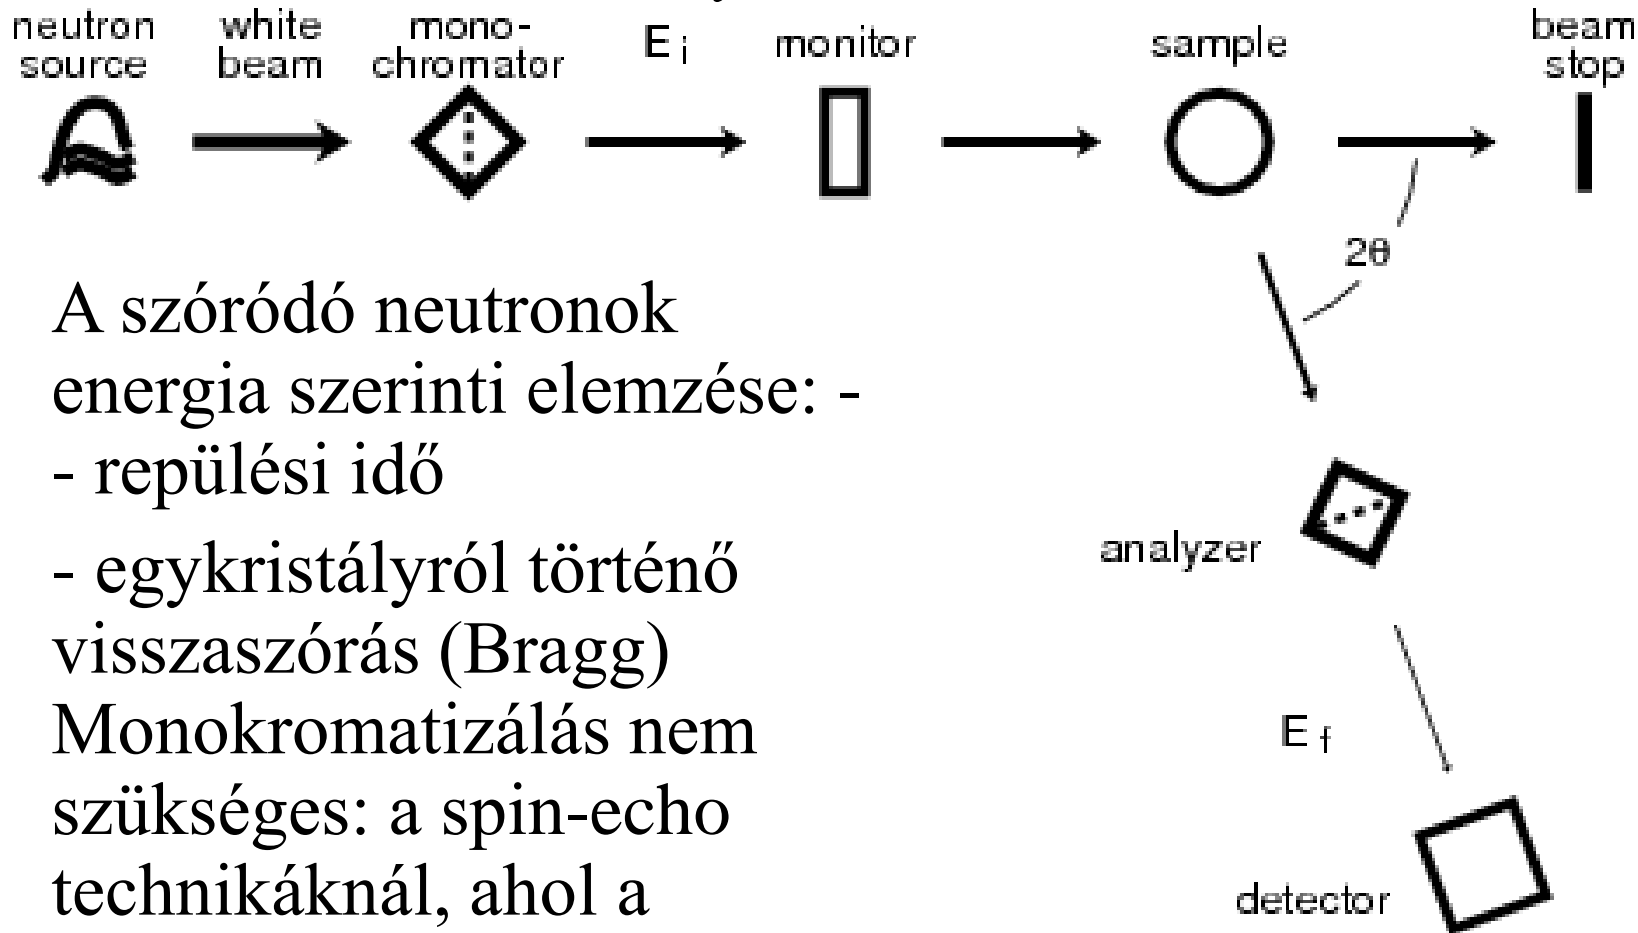 neutron source
white beam
mono-chromator
E i
monitor
sample
beam stop
2θ
A szóródó neutronok
energia szerinti elemzése: -
- repülési idő
- egykristályról történő
visszaszórás (Bragg)
Monokromatizálás nem
szükséges: a spin-echo
technikáknál, ahol a
analyzer
E f
detector